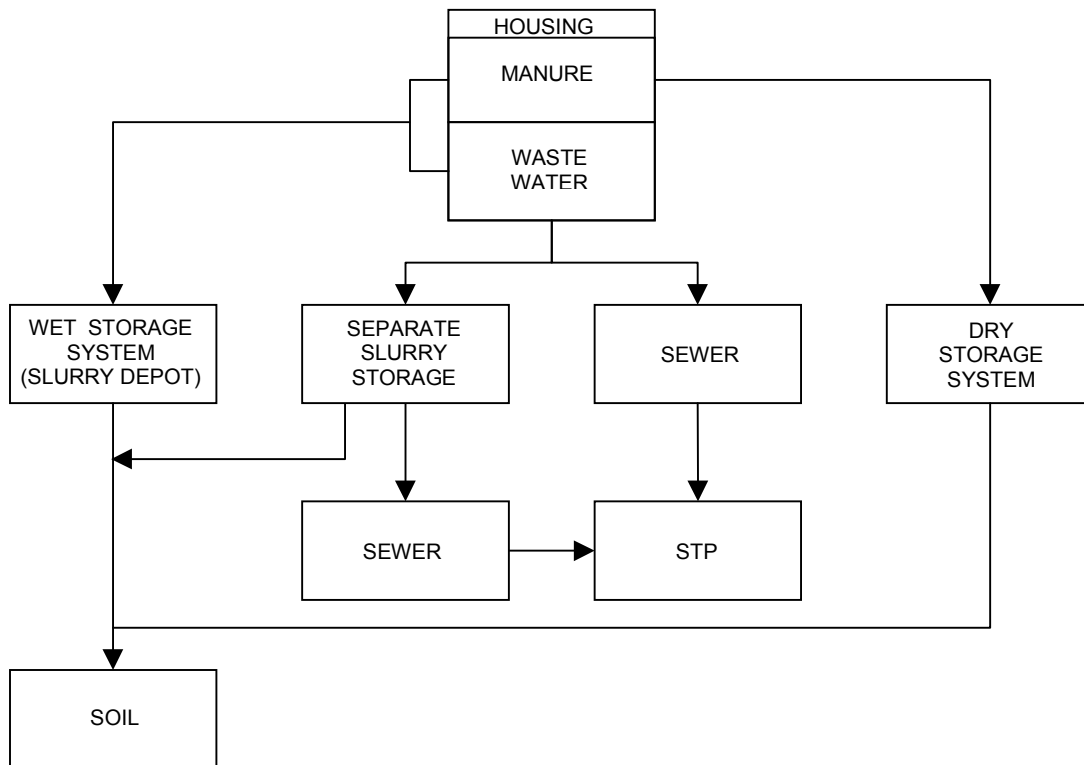 HOUSING
MANURE
WASTE
WATER
WET STORAGE
SYSTEM
(SLURRY DEPOT)
SEPARATE
SLURRY
STORAGE
SEWER
DRY
STORAGE
SYSTEM
SEWER
STP
SOIL